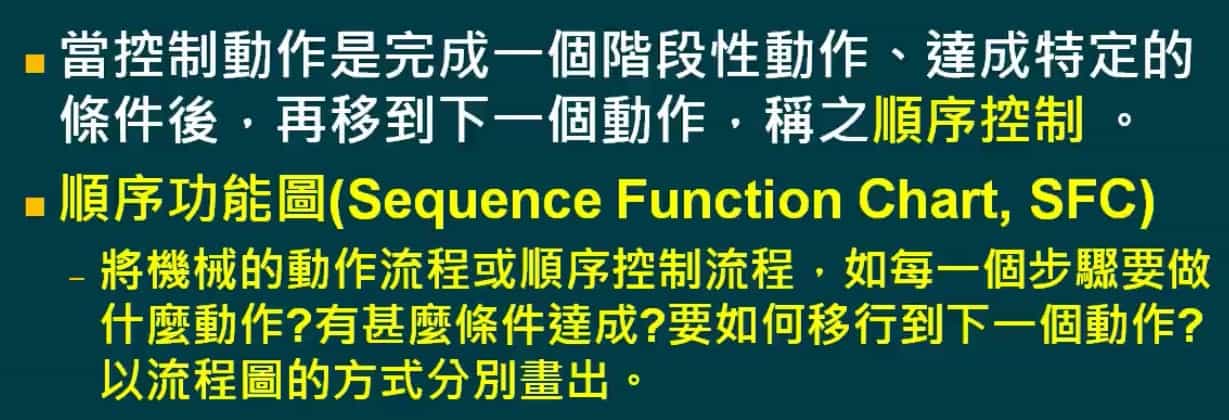 ▪ 當控制動作是完成一個階段性動作、達成特定的
條件後，再移到下一個動作，稱之順序控制 。
▪ 順序功能圖(Sequence Function Chart, SFC)
– 將機械的動作流程或順序控制流程，如每一個步驟要做
什麼動作?有甚麼條件達成?要如何移行到下一個動作?
以流程圖的方式分別畫出。